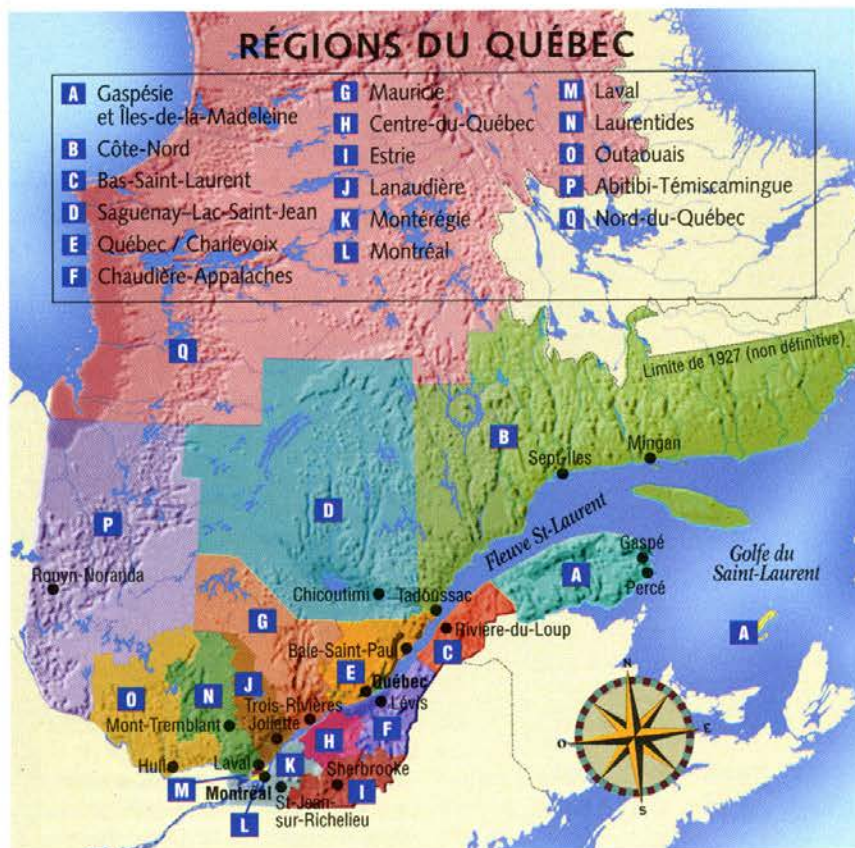 RÉGIONS DU QUÉBEC
A Gaspésie
et Îles-de-la-Madeleine
B Côte-Nord
C Bas-Saint-Laurent
D Saguenay–Lac-Saint-Jean
E Québec / Charlevoix
F Chaudière-Appalaches
G Mauricie
H Centre-du-Québec
I Estrie
J Lanaudière
K Montérégie
L Montréal
M Laval
N Laurentides
O Outaouais
P Abitibi-Témiscamingue
Q Nord-du-Québec
Q
Limite de 1927 (non définitive)
B
Mingan
Sept-Îles
P
D
Fleuve St-Laurent
Gaspé
Golfe du
Saint-Laurent
A
Percé
Rouyn-Noranda
Chicoutimi
Tadoussac
A
G
Rivière-du-Loup
Baie-Saint-Paul
C
E
Québec
O
N
J
Lévis
Trois-Rivières
Mont-Tremblant
Joliette
F
H
Hull
Laval
K
Sherbrooke
M
Montréal
I
St-Jean-
sur-Richelieu
L
N
E
S
O